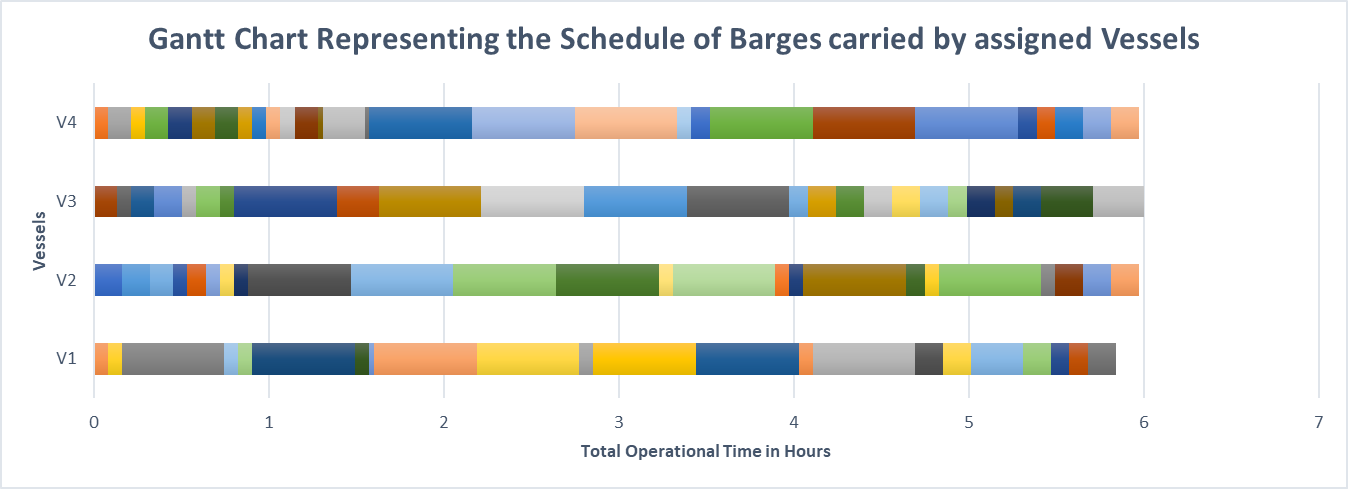 Gantt Chart Representing the Schedule of Barges carried by assigned Vessels
V4
V3
V2
V1
Vessels
0 1 2 3 4 5 6 7
Total Operational Time in Hours